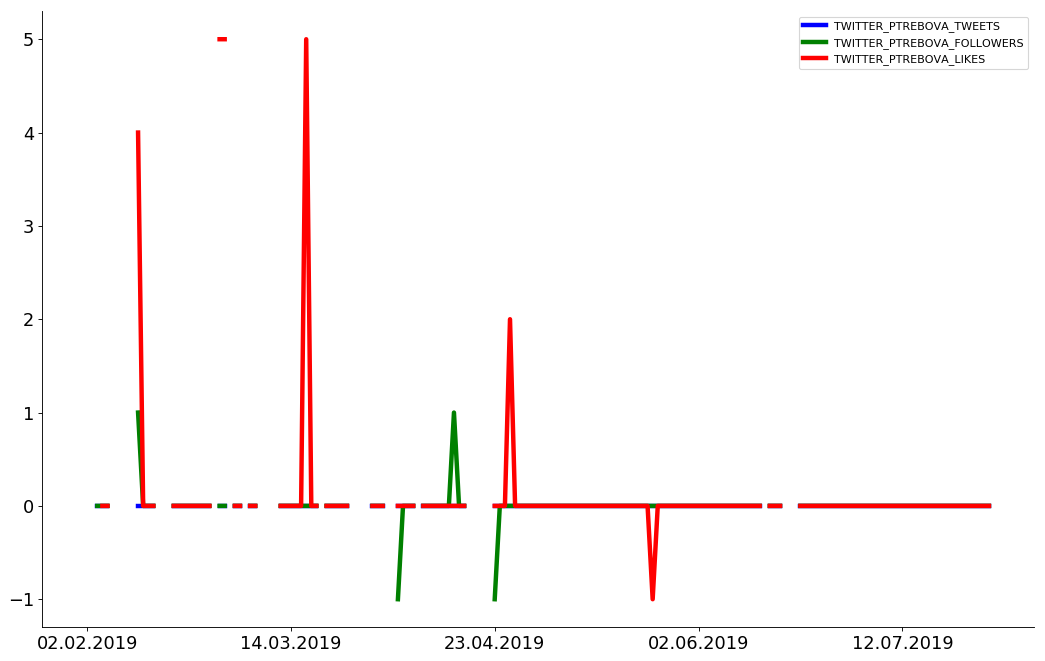 TWITTER_PTREBOVA_TWEETS
TWITTER_PTREBOVA_FOLLOWERS
TWITTER_PTREBOVA_LIKES
5
4
3
2
1
0
−1
02.02.2019 14.03.2019 23.04.2019 02.06.2019 12.07.2019